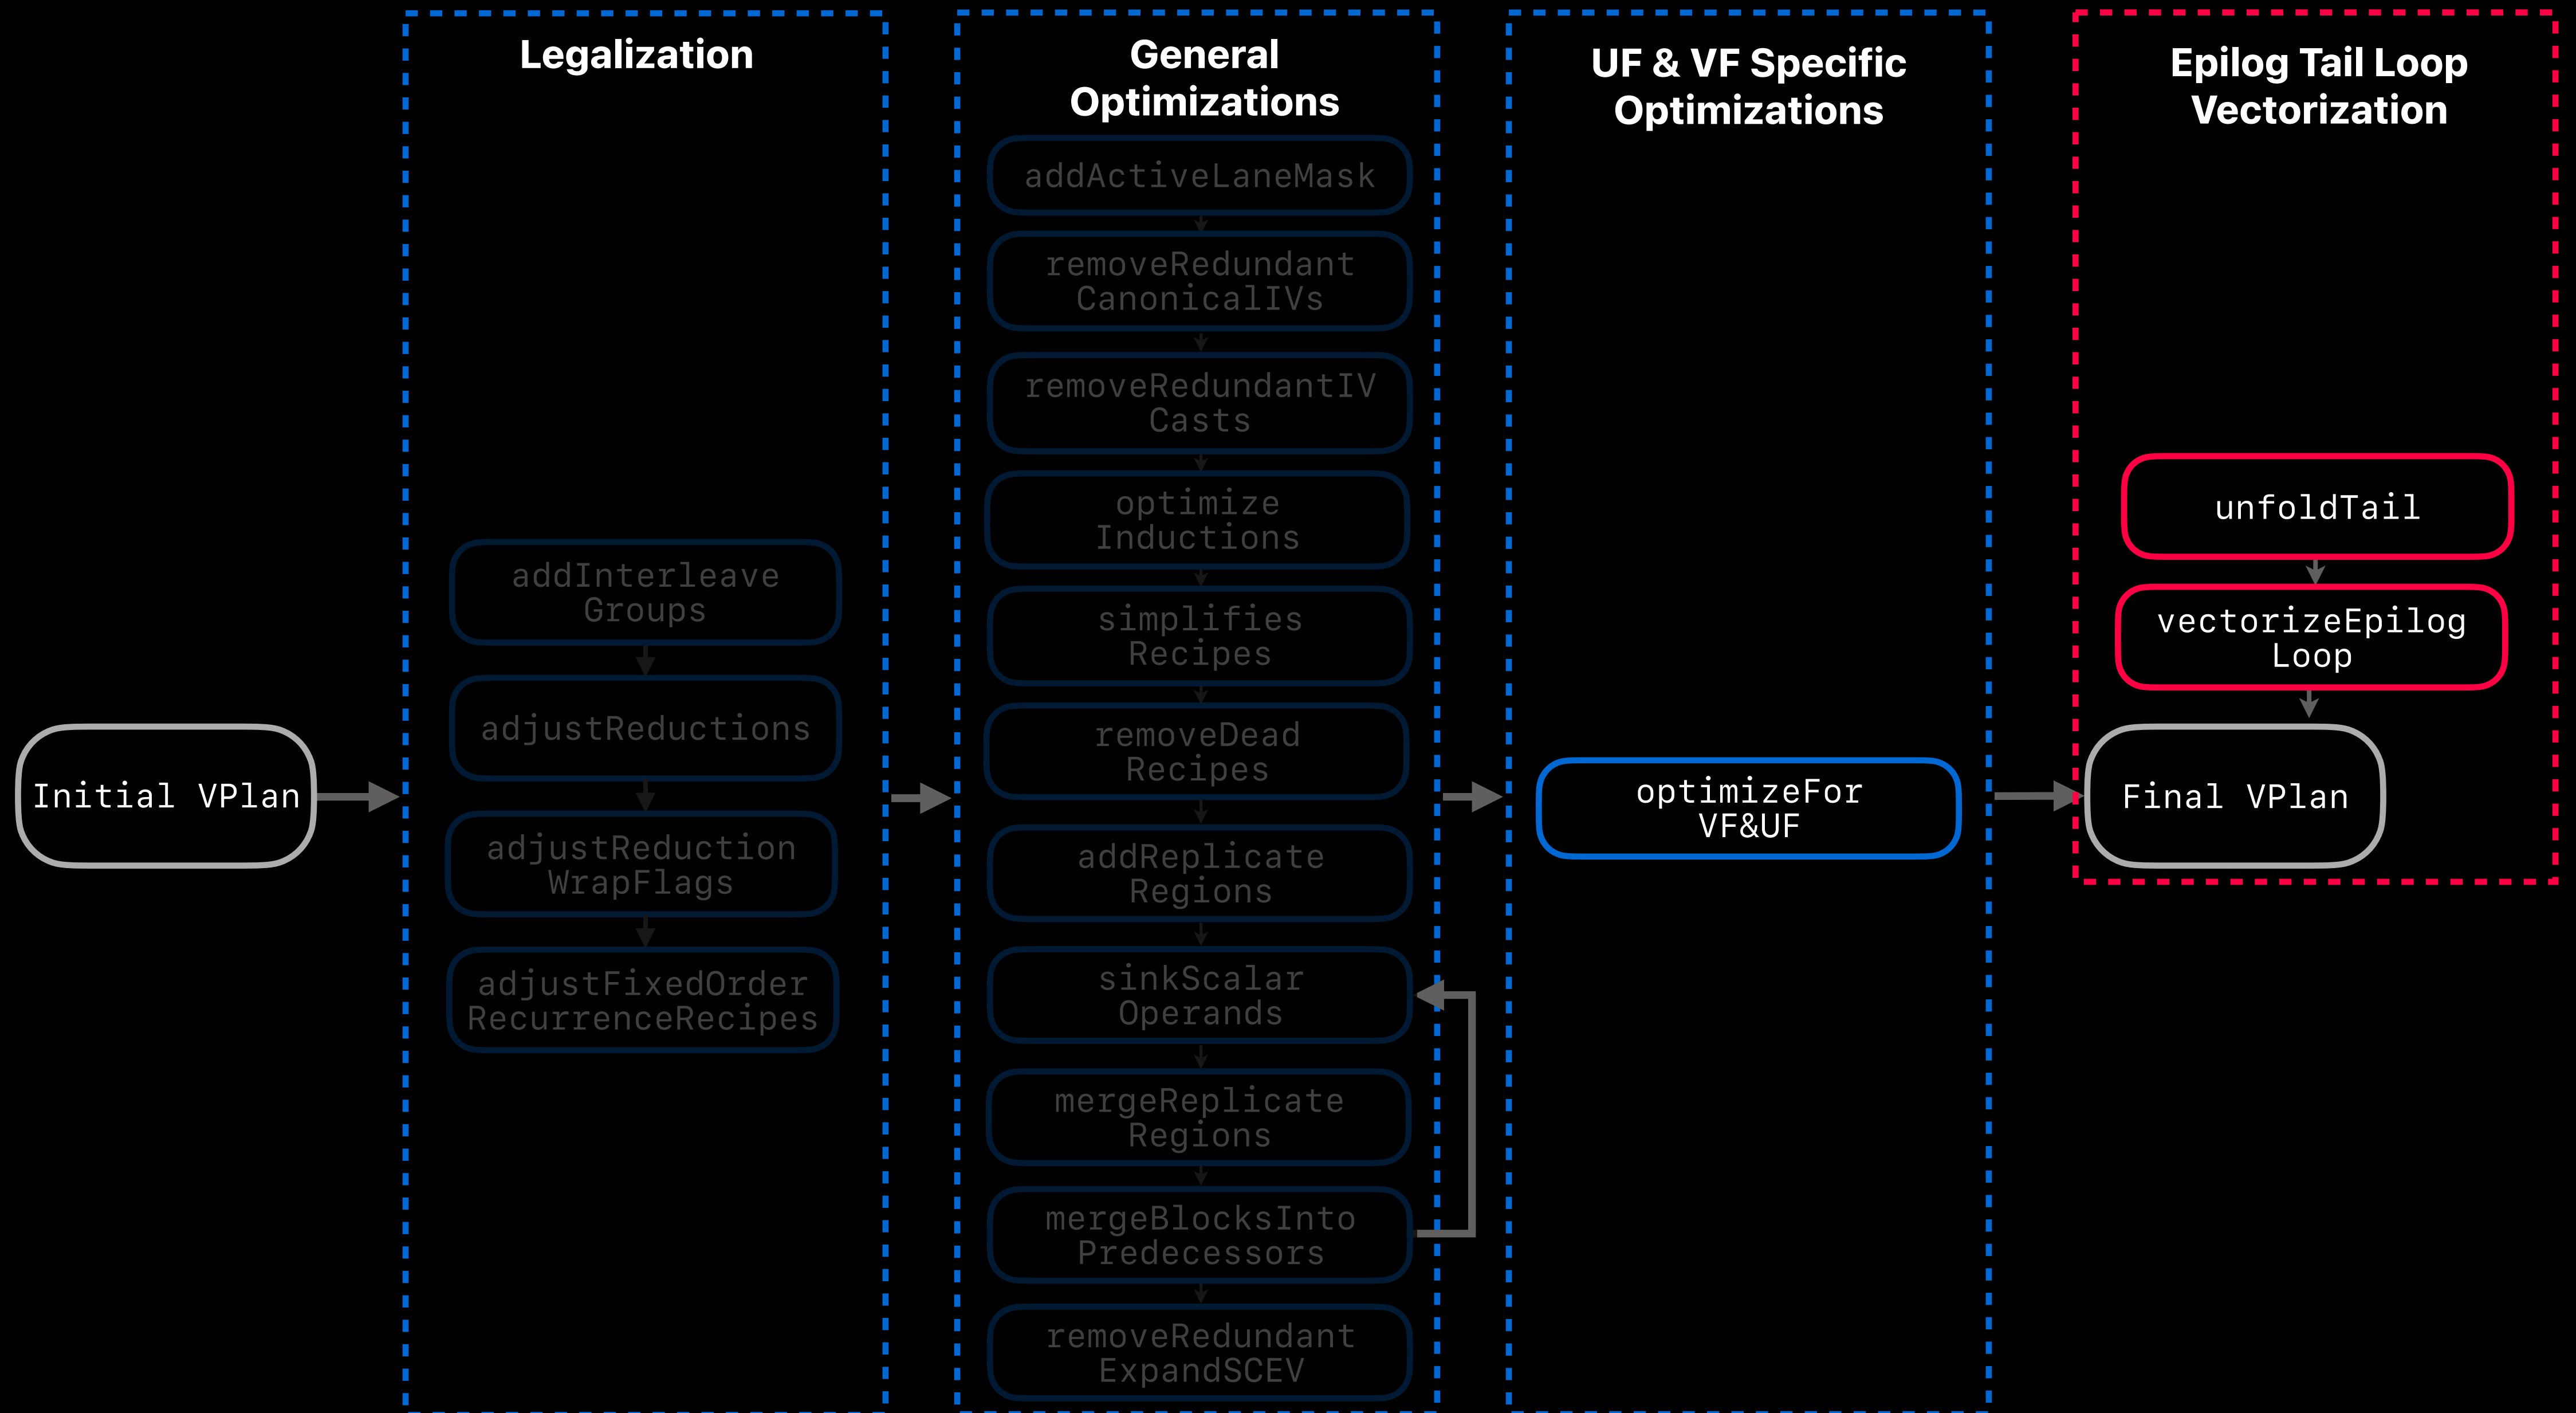 Initial VPlan
Legalization
addInterleave
Groups
adjustReductions
adjustReduction
WrapFlags
adjustFixedOrder
RecurrenceRecipes
General
Optimizations
addActiveLaneMask
removeRedundant
CanonicalIVs
removeRedundantIV
Casts
optimize
Inductions
simplifies
Recipes
removeDead
Recipes
addReplicate
Regions
sinkScalar
Operands
mergeReplicate
Regions
mergeBlocksInto
Predecessors
removeRedundant
ExpandSCEV
UF & VF Specific
Optimizations
optimizeFor
VF&UF
Epilog Tail Loop
Vectorization
unfoldTail
vectorizeEpilog
Loop
Final VPlan